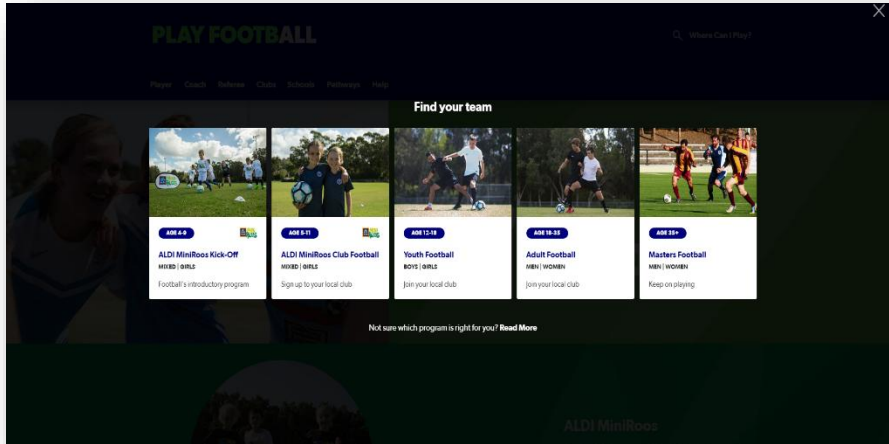 PLAY FOOTBALL
Where Can I Play?
Player Coach Referee Clubs Schools Pathways Help
Find your team
AGE 4-9
ALDI MiniRoos Kick-Off
MIXED | GIRLS
Football's introductory program
AGE 5-11
ALDI MiniRoos Club Football
MIXED | GIRLS
Sign up to your local club
AGE 12-18
Youth Football
BOYS | GIRLS
Join your local club
AGE 18-35
Adult Football
MEN | WOMEN
Join your local club
AGE 35+
Masters Football
MEN | WOMEN
Keep on playing
Not sure which program is right for you? Read More
ALDI MiniRoos